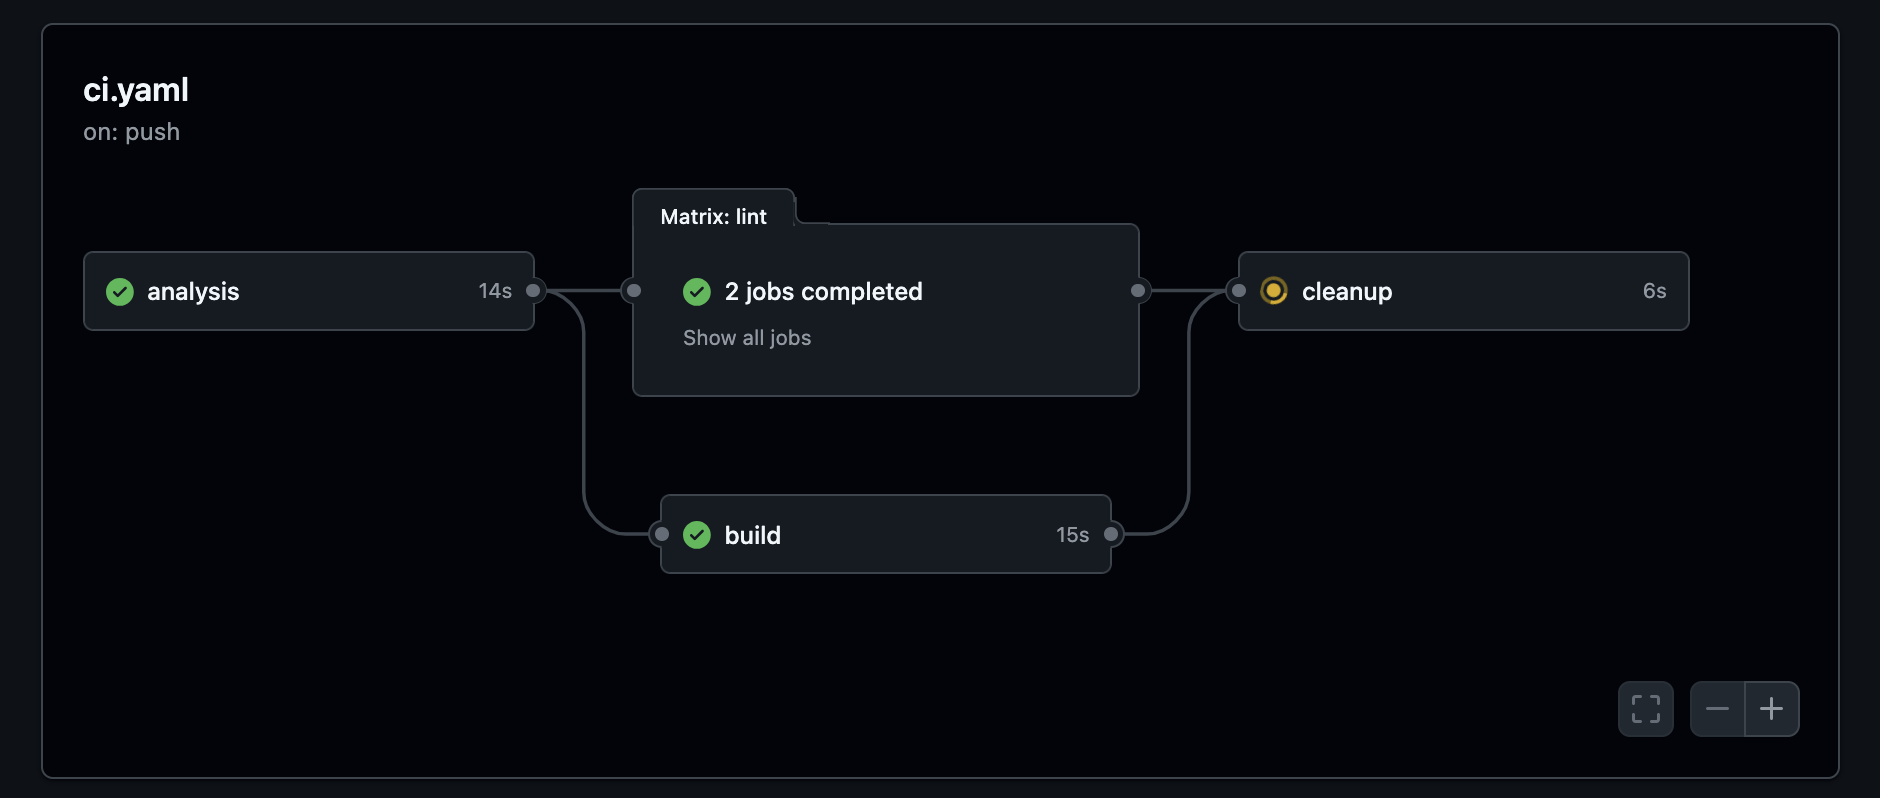 ci.yaml
on: push
Matrix: lint
analysis 14s
2 jobs completed
Show all jobs
cleanup 6s
build 15s